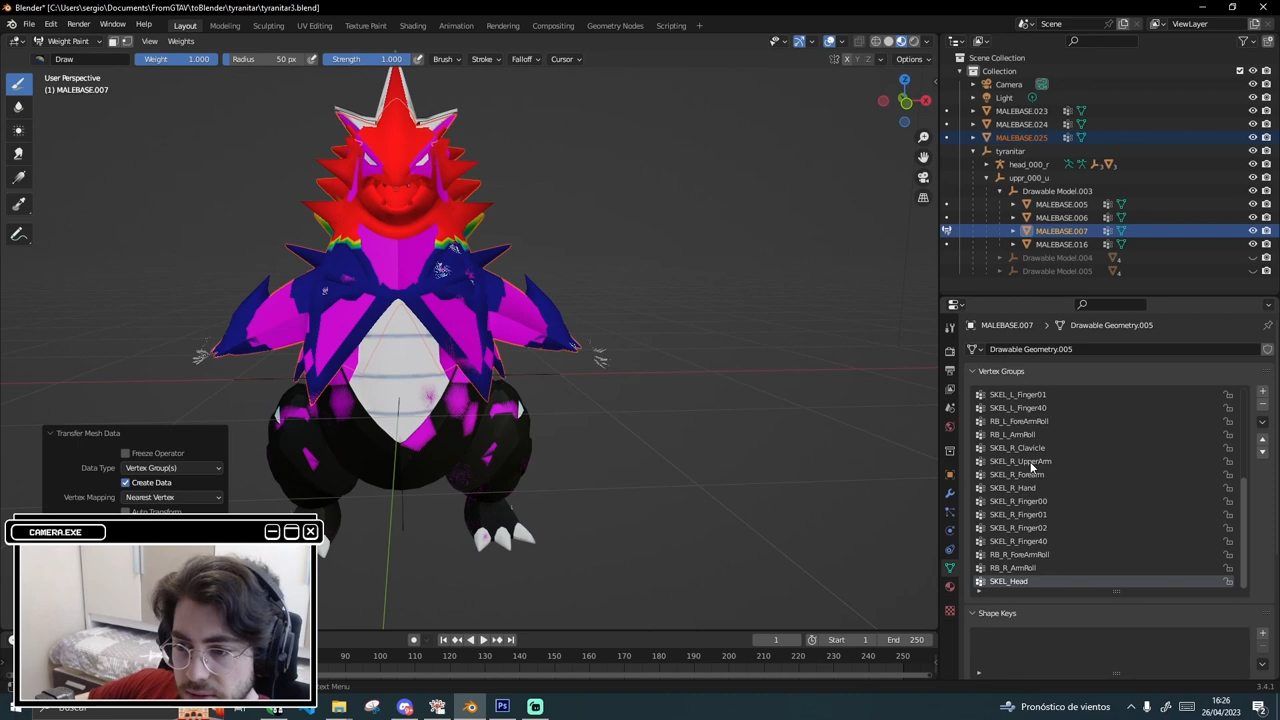 Blender* [C:\Users\sergio\Documents\FromGTAV\toBlender\tyranitar\tyranitar3.blend]
File Edit Render Window Help Layout Modeling Sculpting UV Editing Texture Paint Shading Animation Rendering Compositing Geometry Nodes Scripting + Scene ViewLayer
Weight Paint View Weights
Draw Weight 1.000 Radius 50 px Strength 1.000 Brush Stroke Falloff Cursor X Y Z Options
User Perspective
(1) MALEBASE.007
Z
X
Scene Collection
Collection
Camera
Light
MALEBASE.023
MALEBASE.024
MALEBASE.025
tyranitar
head_000_r
uppr_000_u
Drawable Model.003
MALEBASE.005
MALEBASE.006
MALEBASE.007
MALEBASE.016
Drawable Model.004
Drawable Model.005
MALEBASE.007 > Drawable Geometry.005
Drawable Geometry.005
Vertex Groups
SKEL_L_Finger01
SKEL_L_Finger40
RB_L_ForeArmRoll
RB_L_ArmRoll
SKEL_R_Clavicle
SKEL_R_UpperArm
SKEL_R_Forearm
SKEL_R_Hand
SKEL_R_Finger00
SKEL_R_Finger01
SKEL_R_Finger02
SKEL_R_Finger40
RB_R_ForeArmRoll
RB_R_ArmRoll
SKEL_Head
Shape Keys
Transfer Mesh Data
Freeze Operator
Data Type Vertex Group(s)
Create Data
Vertex Mapping Nearest Vertex
Auto Transform
CAMERA.EXE
1 Start 1 End 250
90 100 110 120 130 140 150 160 170 180 190 200 210 220 230 240 250
text Menu
3.4.1
Buscar
Pronóstico de vientos
16:26
26/04/2023